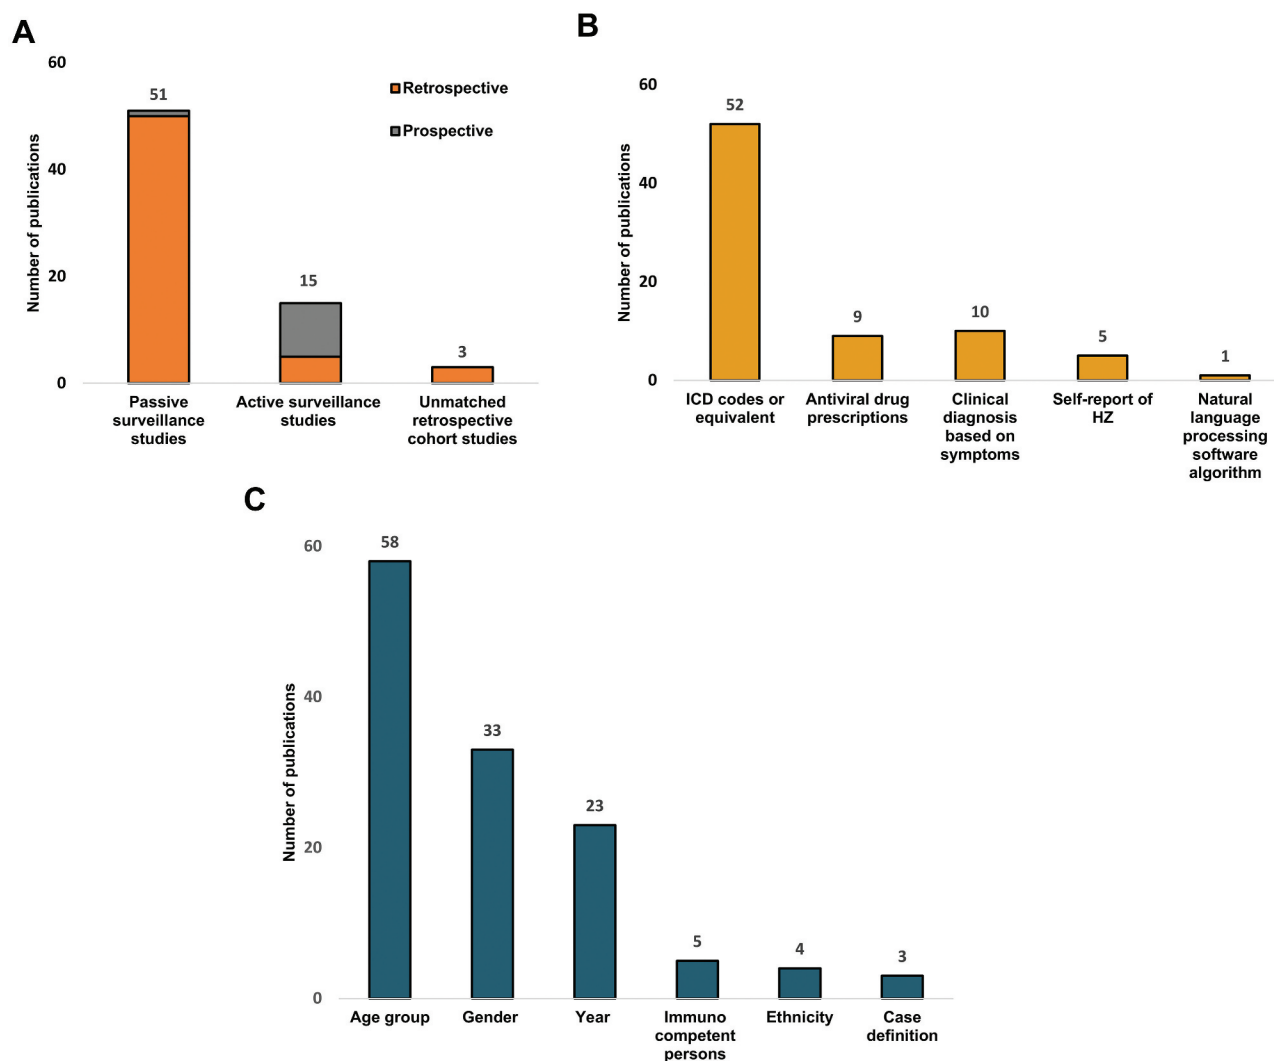 A
Number of publications
60
40
20
0
51
15
3
Retrospective
Prospective
Passive
surveillance
studies
Active surveillance
studies
Unmatched
retrospective
cohort studies
B
Number of publications
60
40
20
0
52
9
10
5
1
ICD codes or
equivalent
Antiviral drug
prescriptions
Clinical
diagnosis
based on
symptoms
Self-report of
HZ
Natural
language
processing
software
algorithm
C
Number of publications
60
40
20
0
58
33
23
5
4
3
Age group
Gender
Year
Immuno
competent
persons
Ethnicity
Case
definition